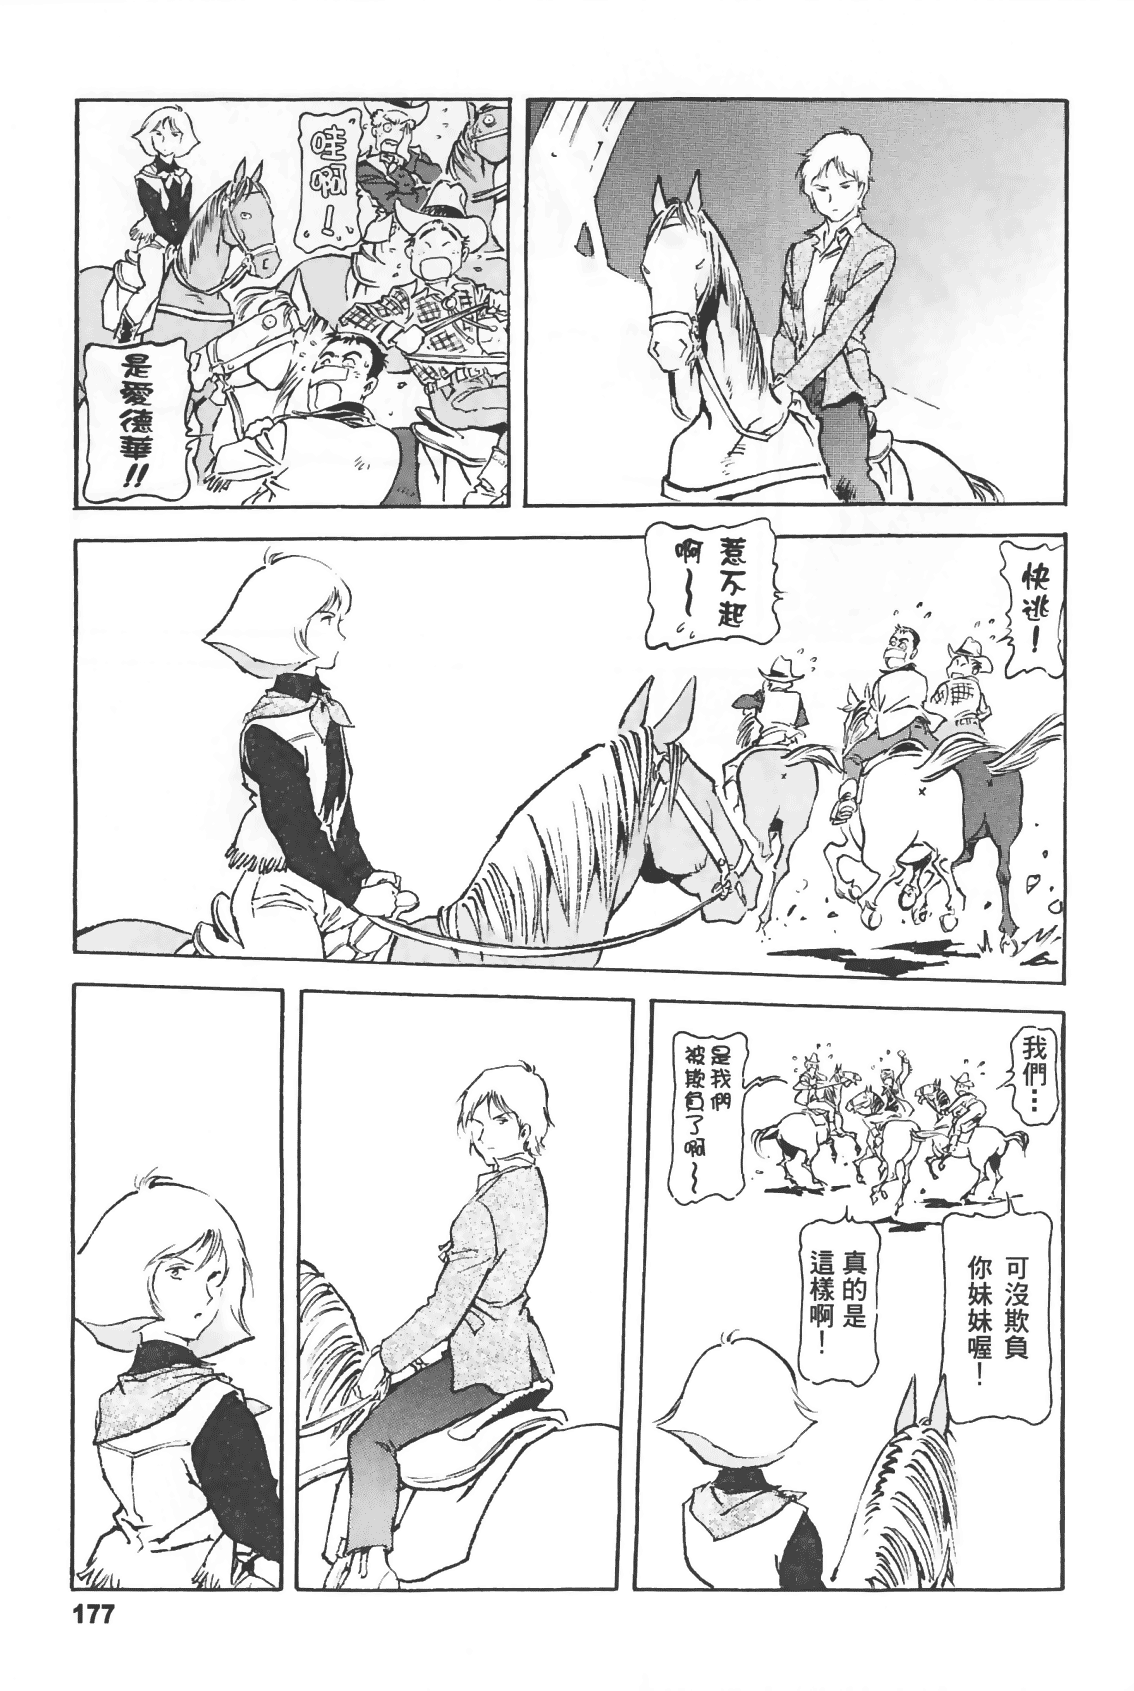 哇啊！
是愛德華!!
快逃！
惹不起
啊～
我們…
可沒欺負
你妹妹喔！
真的是
這樣啊！
是我們
被欺負了啊～
177